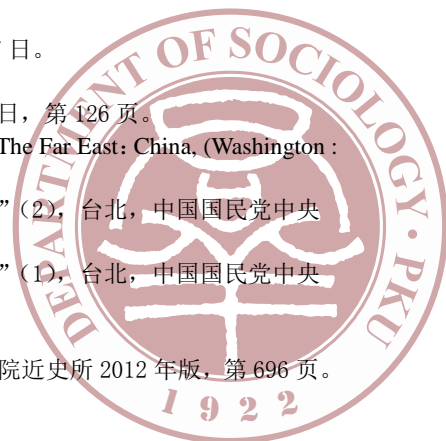 日。
日，第 126 页。
The Far East: China, (Washington :
”（2），台北，中国国民党中央
”（1），台北，中国国民党中央
院近史所 2012 年版，第 696 页。
DEPARTMENT OF SOCIOLOGY · PKU
1922